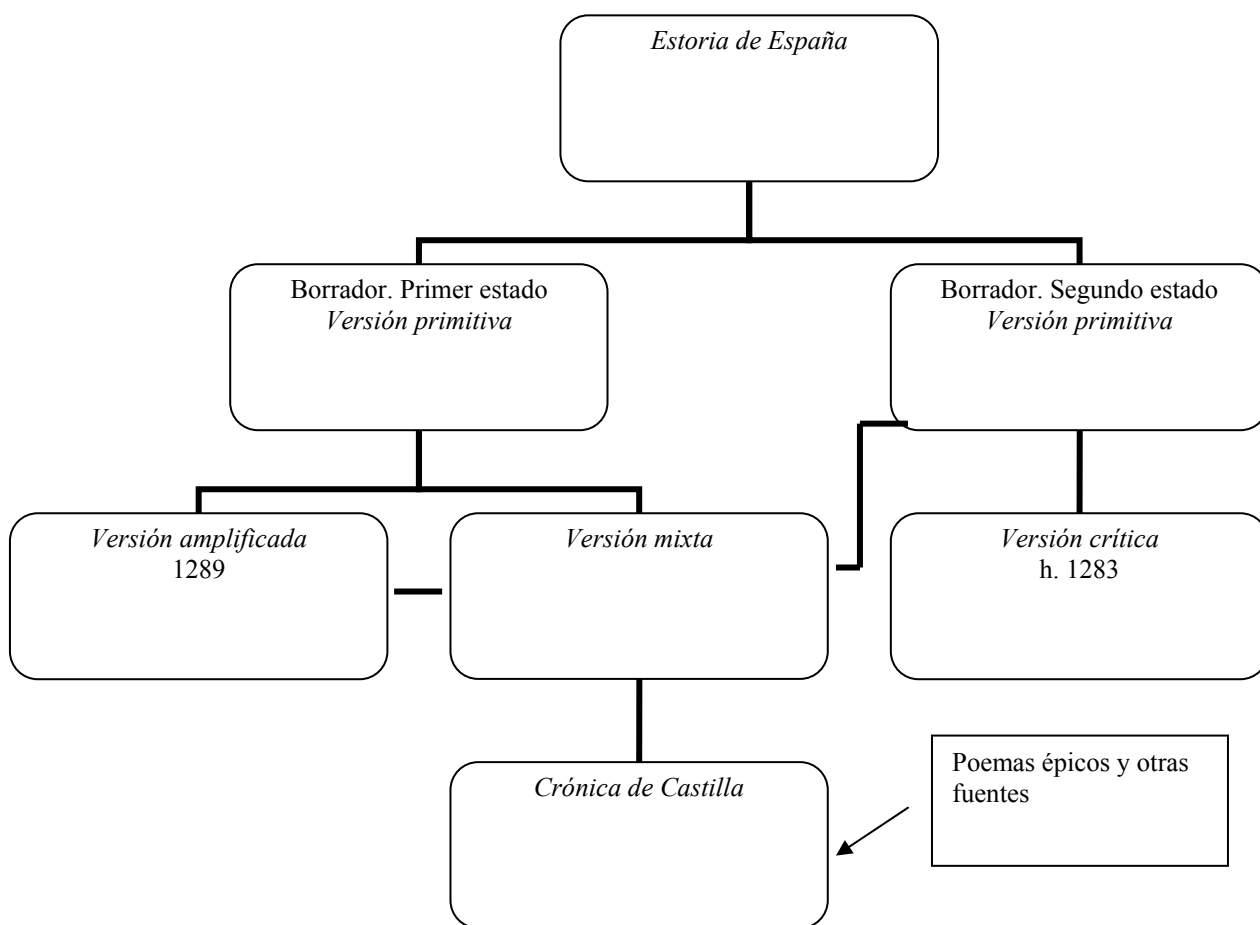 Estoria de España
Borrador. Primer estado
Versión primitiva
Borrador. Segundo estado
Versión primitiva
Versión amplificada
1289
Versión mixta
Versión crítica
h. 1283
Crónica de Castilla
Poemas épicos y otras
fuentes